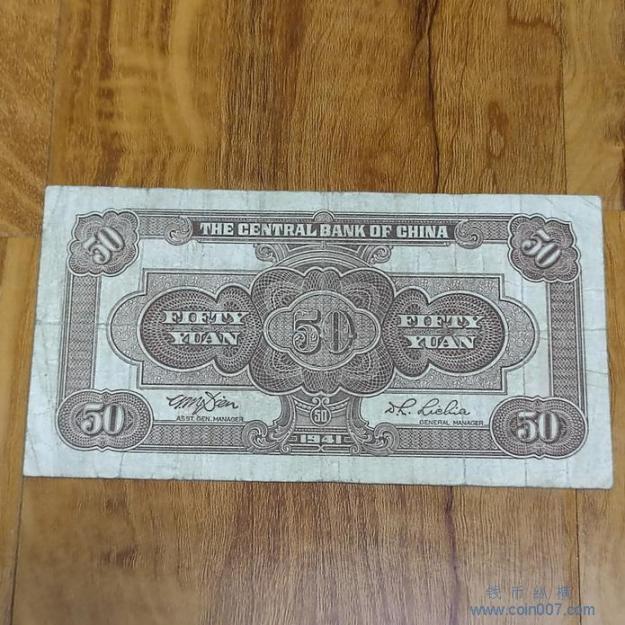 50
THE CENTRAL BANK OF CHINA
50
FIFTY
YUAN
50
FIFTY
YUAN
50
ASST. GEN. MANAGER
50
GENERAL MANAGER
1941
50
钱币纵横
www.coin007.com